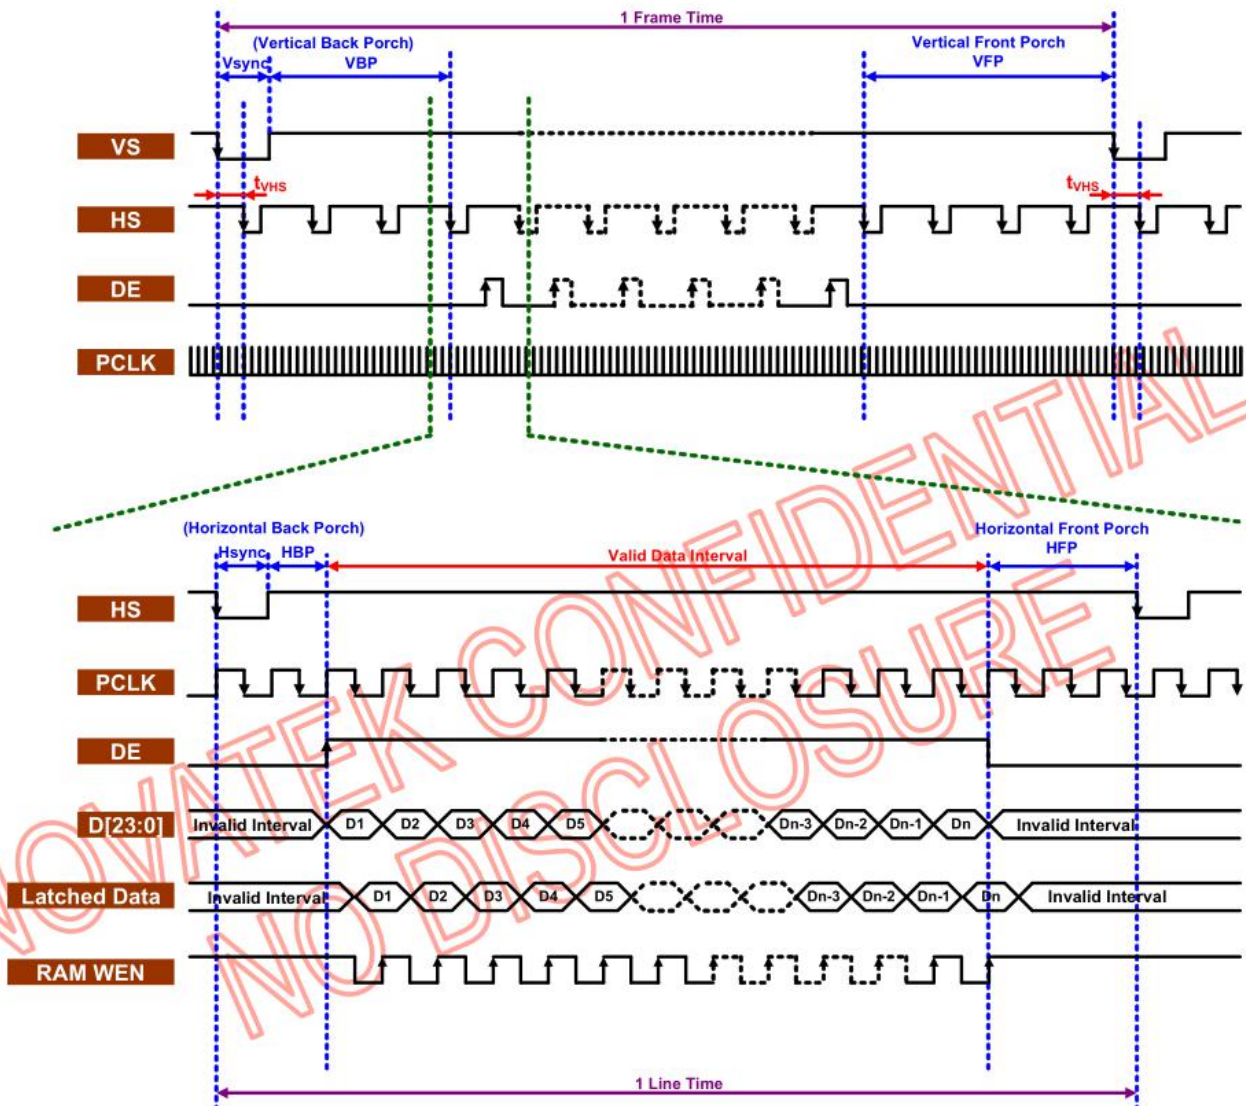 1 Frame Time
(Vertical Back Porch)
Vsync VBP
Vertical Front Porch
VFP
VS
tVHS tVHS
HS
DE
PCLK
(Horizontal Back Porch)
Hsync HBP
Valid Data Interval
Horizontal Front Porch
HFP
HS
PCLK
DE
D[23:0] Invalid Interval D1 D2 D3 D4 D5 Dn-3 Dn-2 Dn-1 Dn Invalid Interval
Latched Data Invalid Interval D1 D2 D3 D4 D5 Dn-3 Dn-2 Dn-1 Dn Invalid Interval
RAM WEN
1 Line Time
NOVATEK CONFIDENTIAL
NO DISCLOSURE